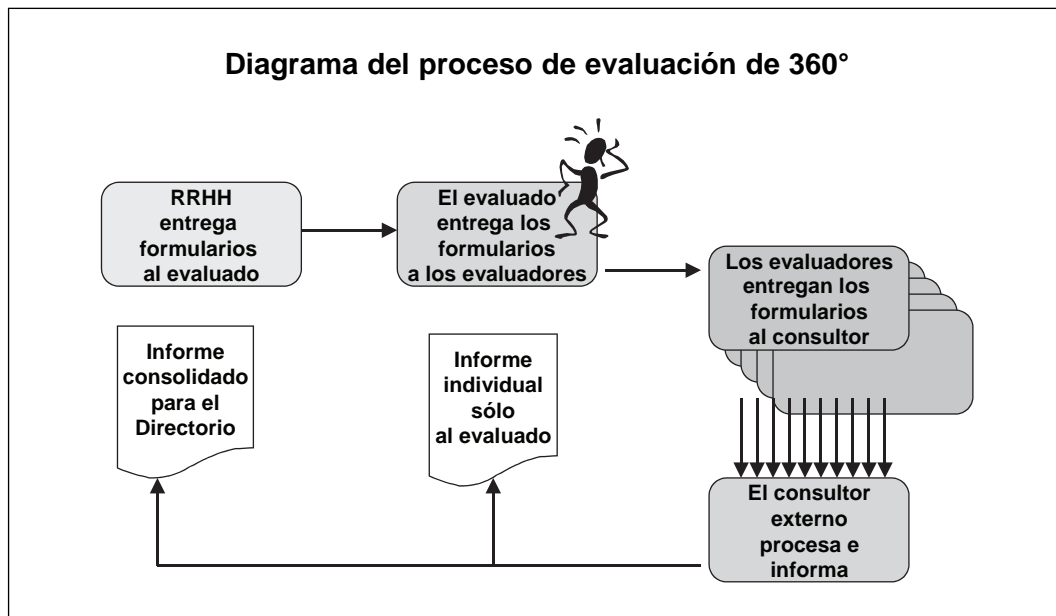 Diagrama del proceso de evaluación de 360°
RRHH
entrega
formularios
al evaluado
El evaluado
entrega los
formularios
a los evaluadores
Los evaluadores
entregan los
formularios
al consultor
Informe
consolidado
para el
Directorio
Informe
individual
sólo
al evaluado
El consultor
externo
procesa e
informa